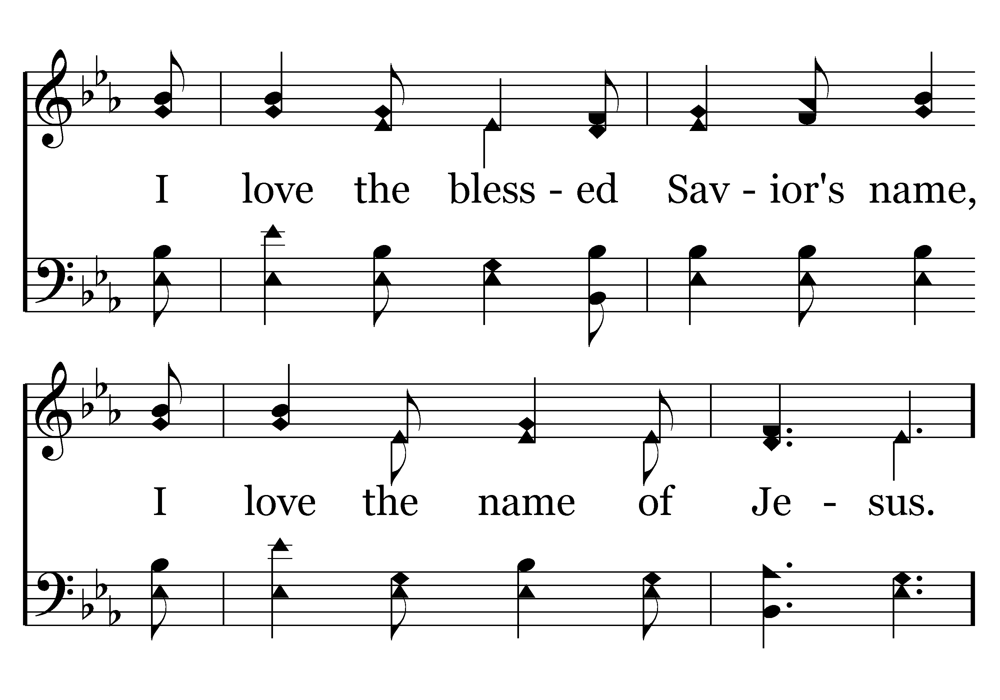 I love the bless - ed Sav - ior's name,
I love the name of Je - sus.